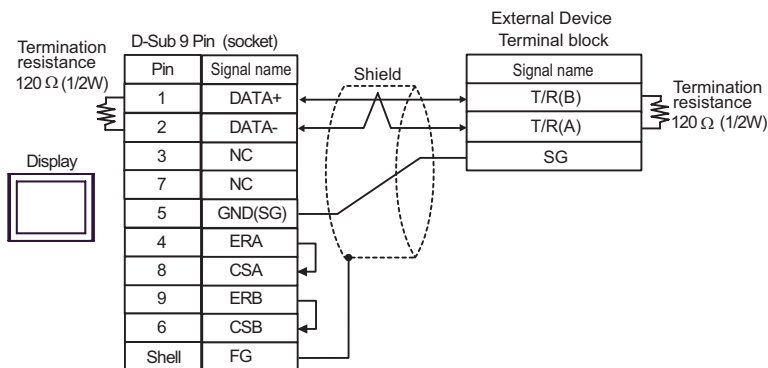 External Device
Terminal block
D-Sub 9 Pin (socket)
Termination
resistance
120 Ω (1/2W)
Pin Signal name
1 DATA+
2 DATA-
3 NC
7 NC
5 GND(SG)
4 ERA
8 CSA
9 ERB
6 CSB
Shell FG
Display
Shield
Signal name
T/R(B)
T/R(A)
SG
Termination
resistance
120 Ω (1/2W)